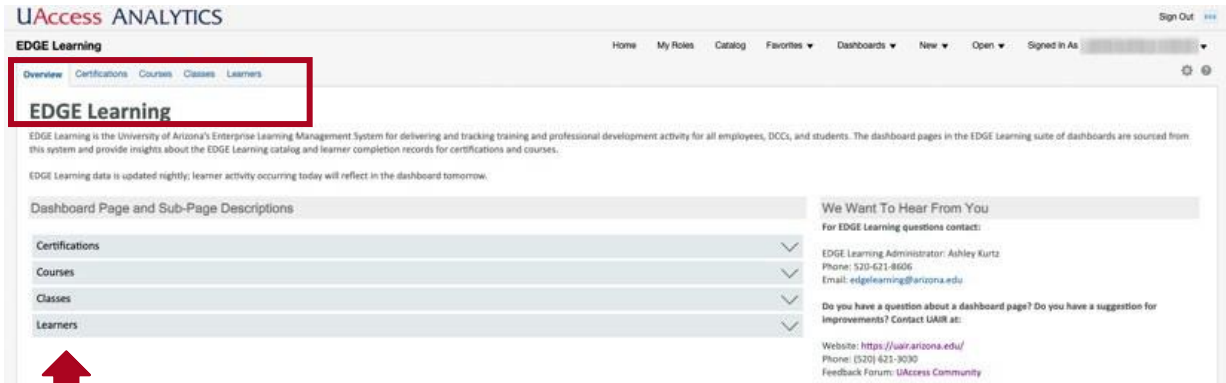 UAccess ANALYTICS
Sign Out
EDGE Learning
Home My Roles Catalog Favorites Dashboards New Open Signed In As
Overview Certifications Courses Classes Learners
EDGE Learning
EDGE Learning is the University of Arizona's Enterprise Learning Management System for delivering and tracking training and professional development activity for all employees, DCCs, and students. The dashboard pages in the EDGE Learning suite of dashboards are sourced from
this system and provide insights about the EDGE Learning catalog and learner completion records for certifications and courses.
EDGE Learning data is updated nightly; learner activity occurring today will reflect in the dashboard tomorrow.
Dashboard Page and Sub-Page Descriptions
Certifications
Courses
Classes
Learners
We Want To Hear From You
For EDGE Learning questions contact:
EDGE Learning Administrator: Ashley Kurtz
Phone: 520-621-8606
Email: edgelearning@arizona.edu
Do you have a question about a dashboard page? Do you have a suggestion for
improvements? Contact UAIR at:
Website: https://uair.arizona.edu/
Phone: (520) 621-3030
Feedback Forum: UAccess Community